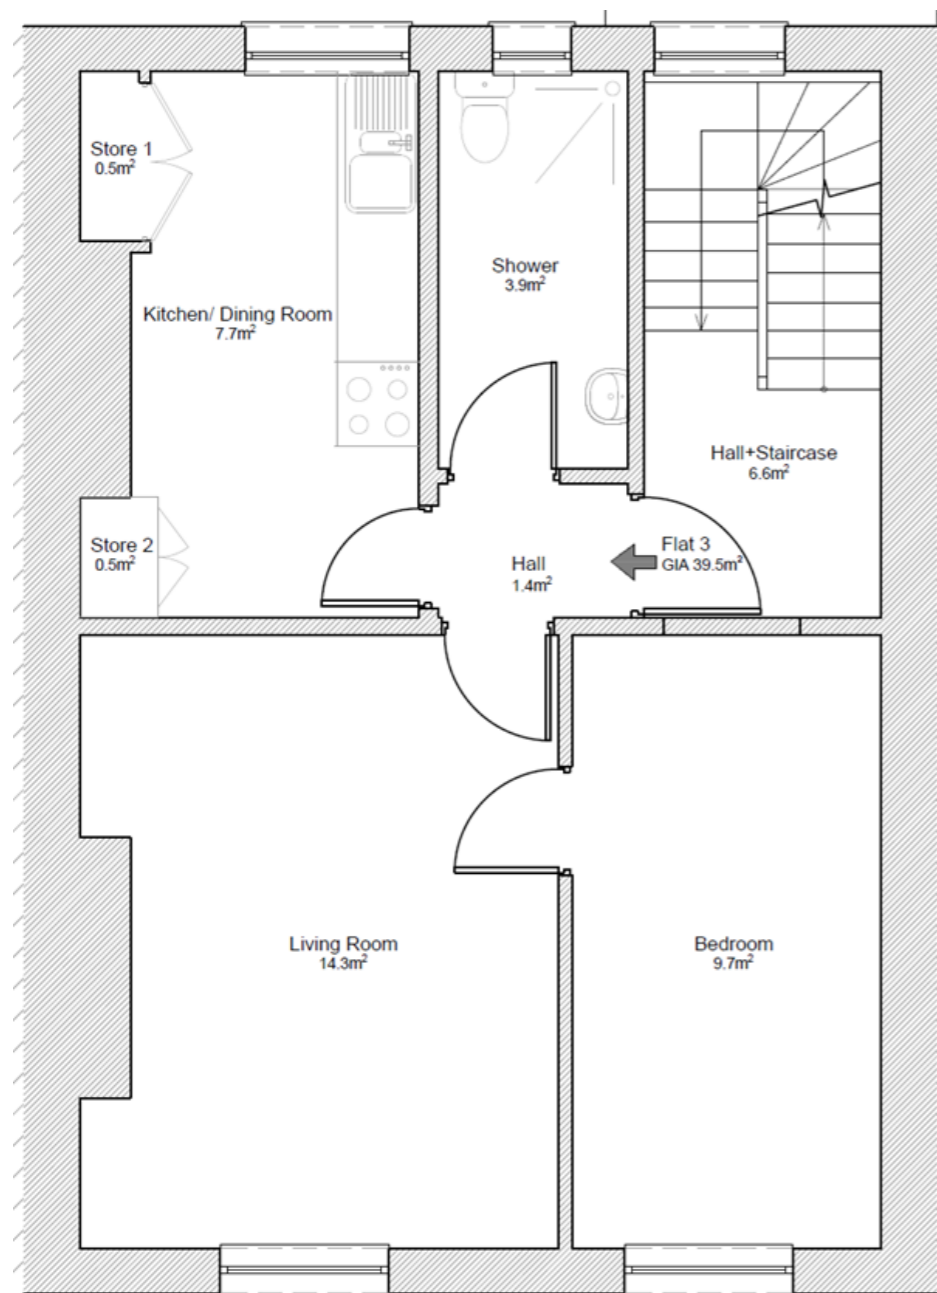 Store 1
0.5m²
Shower
3.9m²
Kitchen/ Dining Room
7.7m²
Hall+Staircase
6.6m²
Store 2
0.5m²
Hall
1.4m²
Flat 3
GIA 39.5m²
Living Room
14.3m²
Bedroom
9.7m²